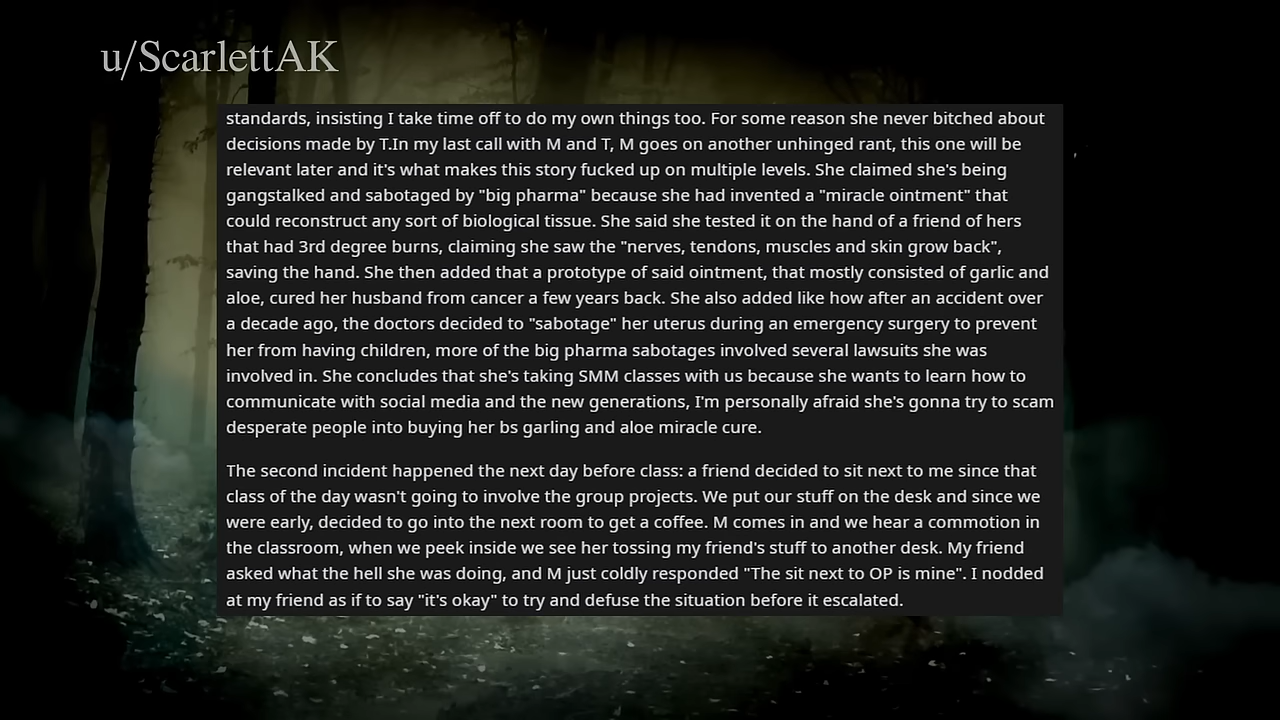 u/ScarlettAK
standards, insisting I take time off to do my own things too. For some reason she never bitched about
decisions made by T.In my last call with M and T, M goes on another unhinged rant, this one will be
relevant later and it's what makes this story fucked up on multiple levels. She claimed she's being
gangstalked and sabotaged by "big pharma" because she had invented a "miracle ointment" that
could reconstruct any sort of biological tissue. She said she tested it on the hand of a friend of hers
that had 3rd degree burns, claiming she saw the "nerves, tendons, muscles and skin grow back",
saving the hand. She then added that a prototype of said ointment, that mostly consisted of garlic and
aloe, cured her husband from cancer a few years back. She also added like how after an accident over
a decade ago, the doctors decided to "sabotage" her uterus during an emergency surgery to prevent
her from having children, more of the big pharma sabotages involved several lawsuits she was
involved in. She concludes that she's taking SMM classes with us because she wants to learn how to
communicate with social media and the new generations, I'm personally afraid she's gonna try to scam
desperate people into buying her bs garling and aloe miracle cure.
The second incident happened the next day before class: a friend decided to sit next to me since that
class of the day wasn't going to involve the group projects. We put our stuff on the desk and since we
were early, decided to go into the next room to get a coffee. M comes in and we hear a commotion in
the classroom, when we peek inside we see her tossing my friend's stuff to another desk. My friend
asked what the hell she was doing, and M just coldly responded "The sit next to OP is mine". I nodded
at my friend as if to say "it's okay" to try and defuse the situation before it escalated.